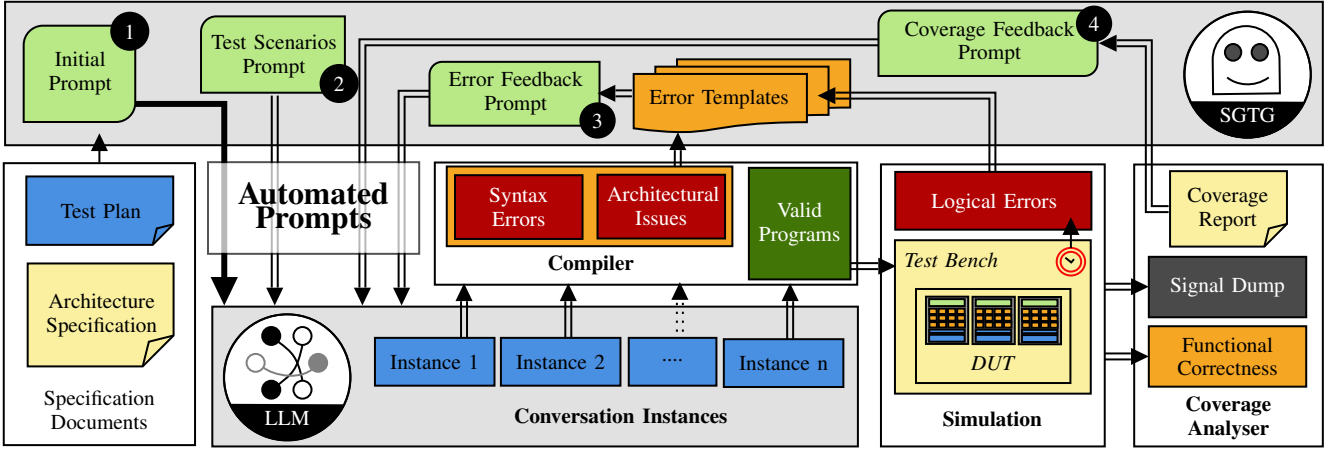 Initial
Prompt
1
Test Scenarios
Prompt
2
Error Feedback
Prompt
3
Error Templates
Coverage Feedback
Prompt
4
SGTG
Test Plan
Architecture
Specification
Specification
Documents
Automated
Prompts
Syntax
Errors
Architectural
Issues
Compiler
Valid
Programs
Logical Errors
Test Bench
DUT
Simulation
Coverage
Report
Signal Dump
Functional
Correctness
Coverage
Analyser
LLM
Instance 1
Instance 2
....
Instance n
Conversation Instances